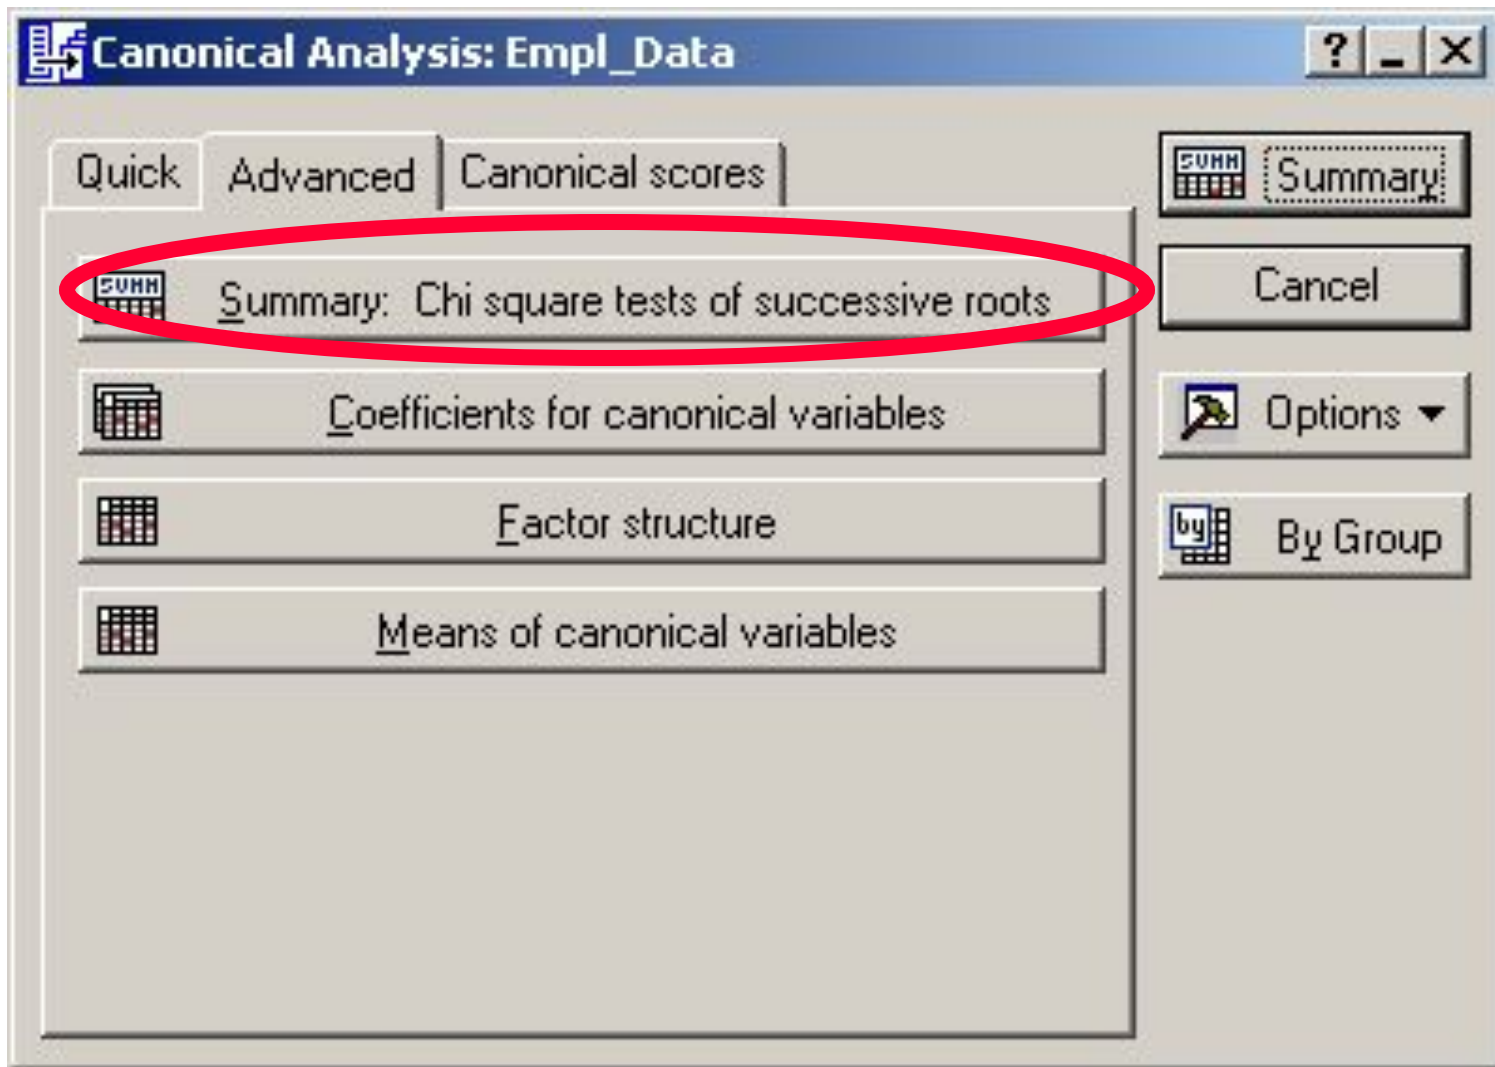 Canonical Analysis: Empl_Data
Quick
Advanced
Canonical scores
SUMM
Summary: Chi square tests of successive roots
Coefficients for canonical variables
Factor structure
Means of canonical variables
SUMM
Summary
Cancel
Options
by
By Group